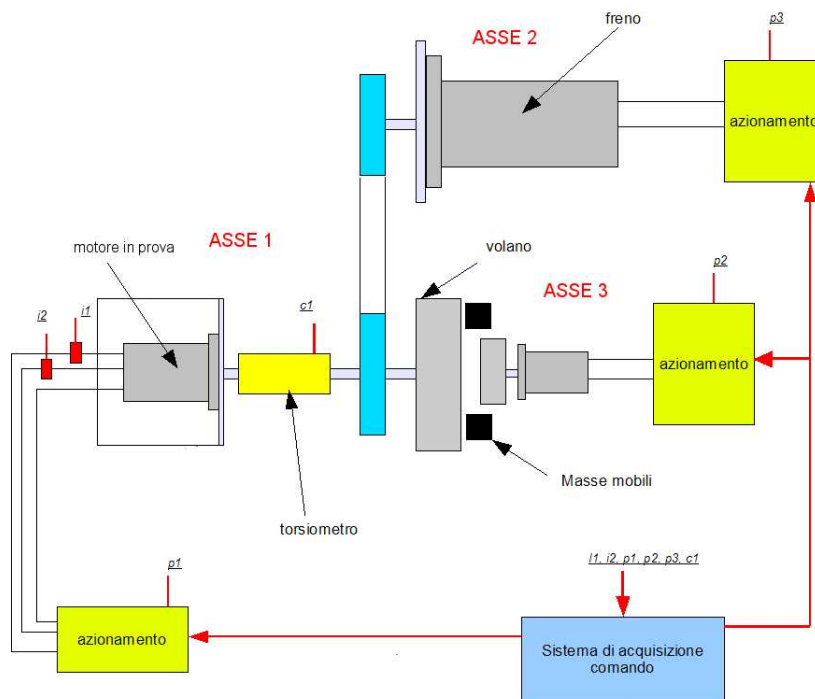 freno
p3
ASSE 2
azionamento
motore in prova
ASSE 1
volano
ASSE 3
p2
i2
i1
c1
azionamento
Masse mobili
torsiometro
p1
I1, i2, p1, p2, p3, c1
azionamento
Sistema di acquisizione
comando